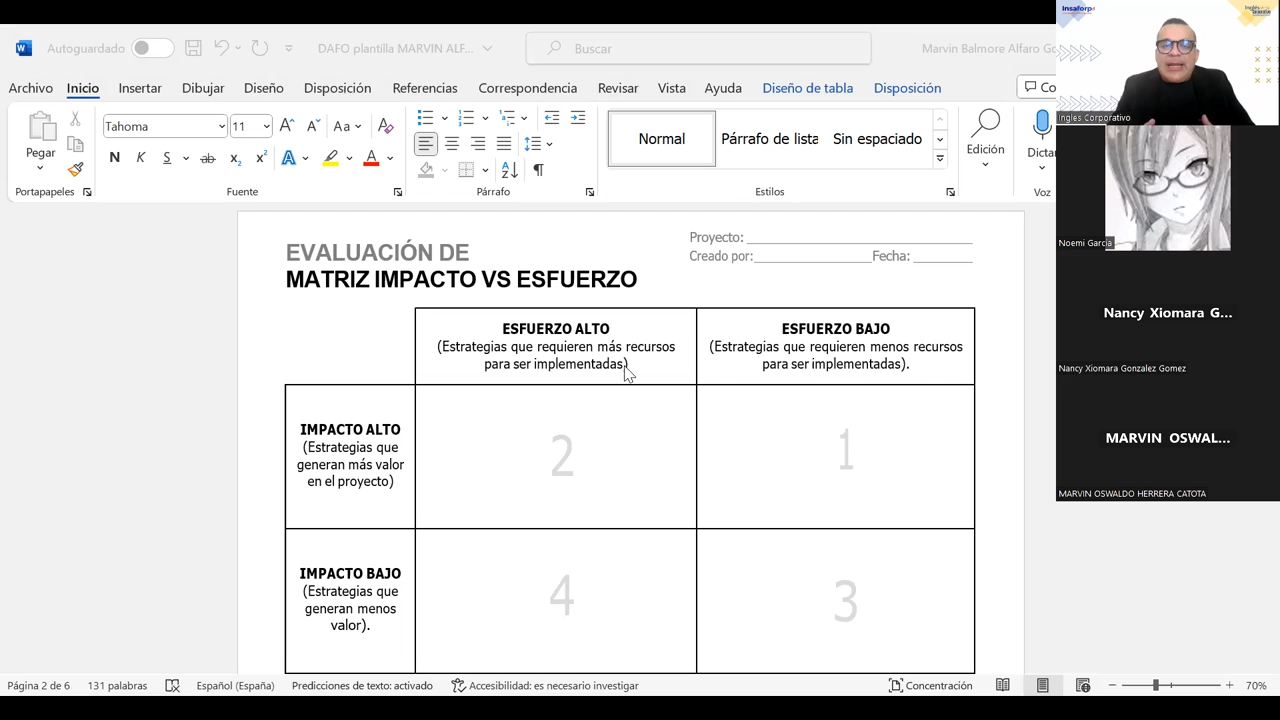 Autoguardado
DAFO plantilla MARVIN ALF...
Buscar
Marvin Balmore Alfaro Go
Archivo Inicio Insertar Dibujar Diseño Disposición Referencias Correspondencia Revisar Vista Ayuda Diseño de tabla Disposición Co
Pegar
Tahoma 11
Normal Párrafo de lista Sin espaciado
Edición
Dictar
Portapapeles Fuente Párrafo Estilos Voz
EVALUACIÓN DE
MATRIZ IMPACTO VS ESFUERZO
Proyecto:
Creado por: Fecha:
ESFUERZO ALTO
(Estrategias que requieren más recursos
para ser implementadas)
ESFUERZO BAJO
(Estrategias que requieren menos recursos
para ser implementadas).
IMPACTO ALTO
(Estrategias que
generan más valor
en el proyecto)
2
1
IMPACTO BAJO
(Estrategias que
generan menos
valor).
4
3
Página 2 de 6 131 palabras Español (España) Predicciones de texto: activado Accesibilidad: es necesario investigar Concentración 70%
Insaforp
Ingles Corporativo
Noemi Garcia
Nancy Xiomara G...
Nancy Xiomara Gonzalez Gomez
MARVIN OSWAL...
MARVIN OSWALDO HERRERA CATOTA